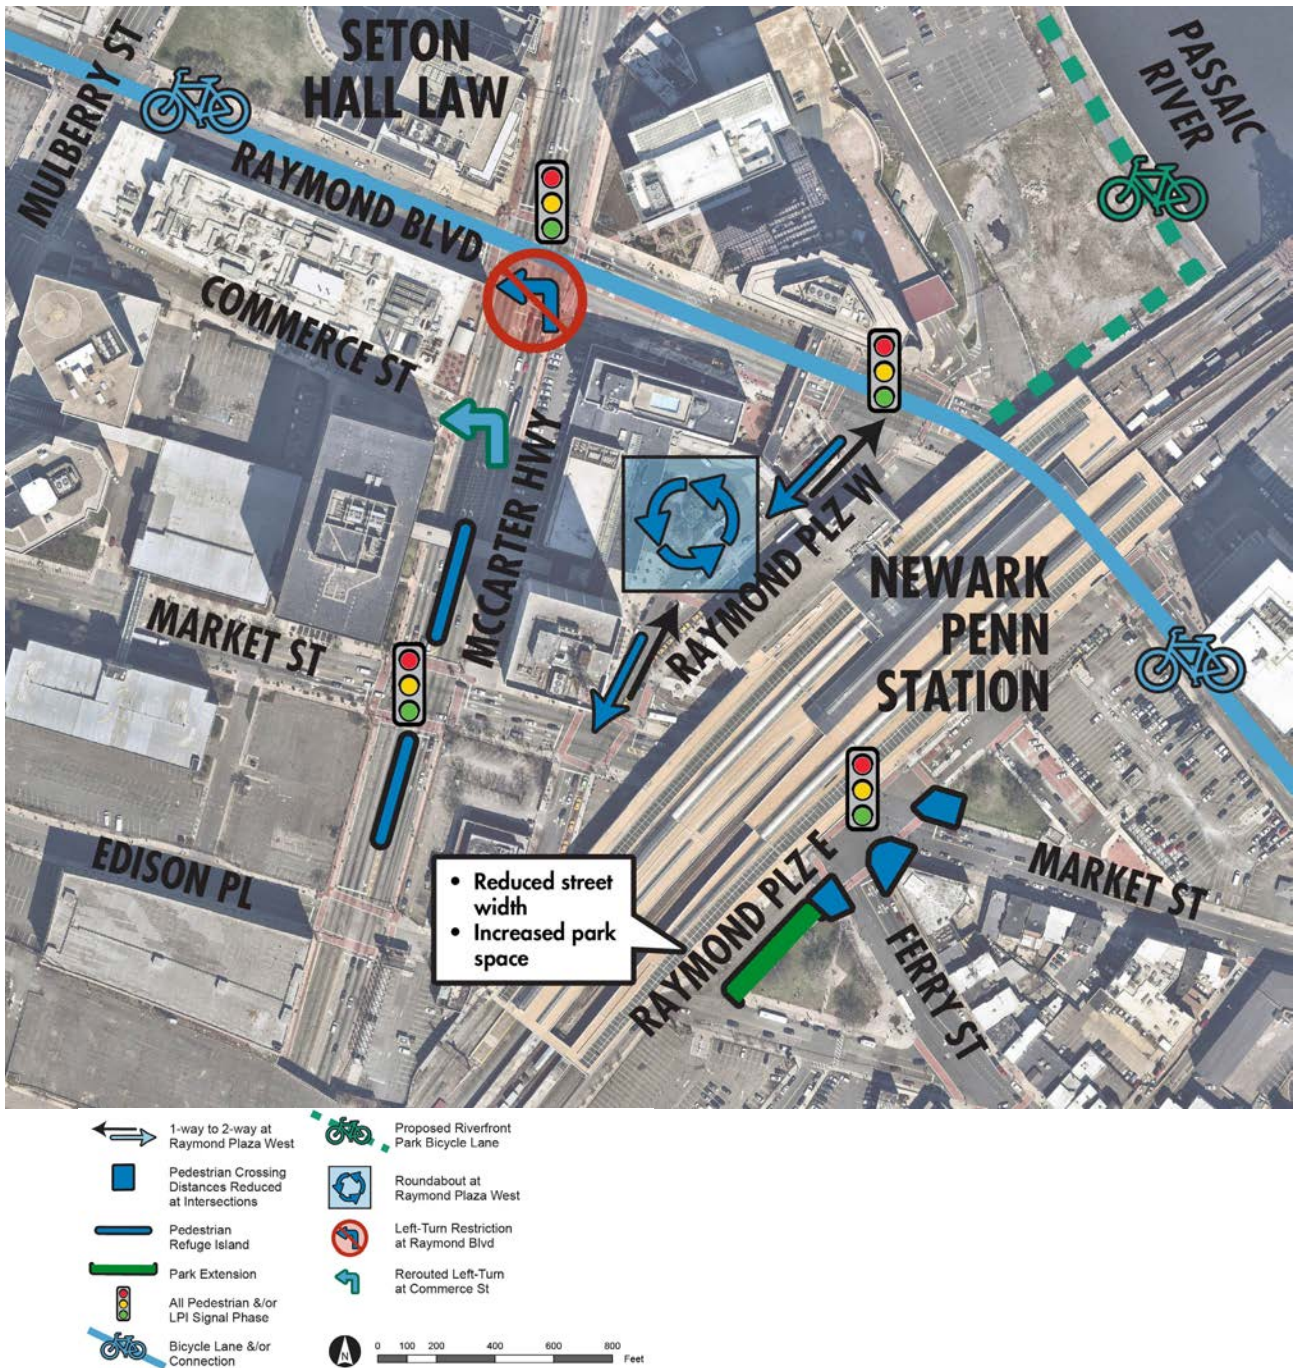 SETON
HALL LAW
PASSAIC
RIVER
MULBERRY ST
RAYMOND BLVD
COMMERCE ST
MCCARTER HWY
RAYMOND PLZ W
NEWARK
PENN
STATION
MARKET ST
EDISON PL
• Reduced street
width
• Increased park
space
RAYMOND PLZ E
MARKET ST
FERRY ST
1-way to 2-way at
Raymond Plaza West
Pedestrian Crossing
Distances Reduced
at Intersections
Pedestrian
Refuge Island
Park Extension
All Pedestrian &/or
LPI Signal Phase
Bicycle Lane &/or
Connection
Proposed Riverfront
Park Bicycle Lane
Roundabout at
Raymond Plaza West
Left-Turn Restriction
at Raymond Blvd
Rerouted Left-Turn
at Commerce St
N
0 100 200 400 600 800
Feet